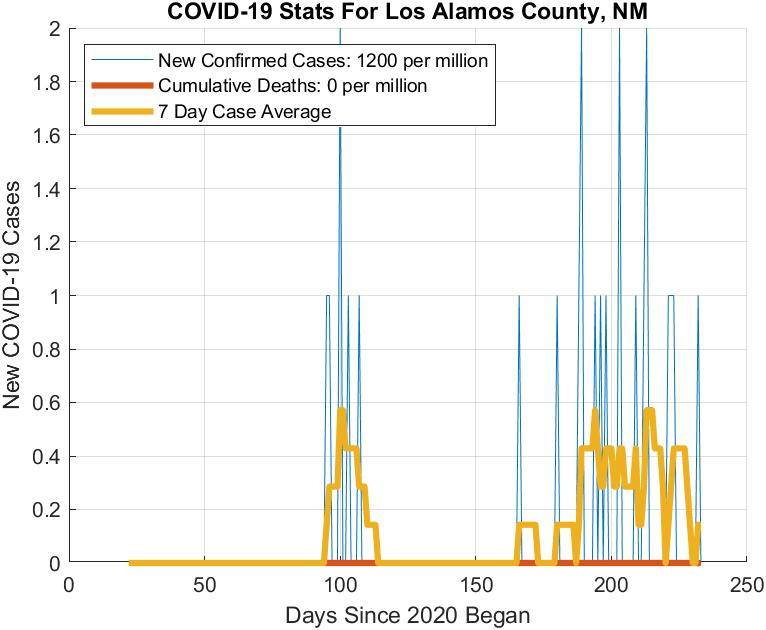 COVID-19 Stats For Los Alamos County, NM
New Confirmed Cases: 1200 per million
Cumulative Deaths: 0 per million
7 Day Case Average
New COVID-19 Cases
2
1.8
1.6
1.4
1.2
1
0.8
0.6
0.4
0.2
0
0 50 100 150 200 250
Days Since 2020 Began